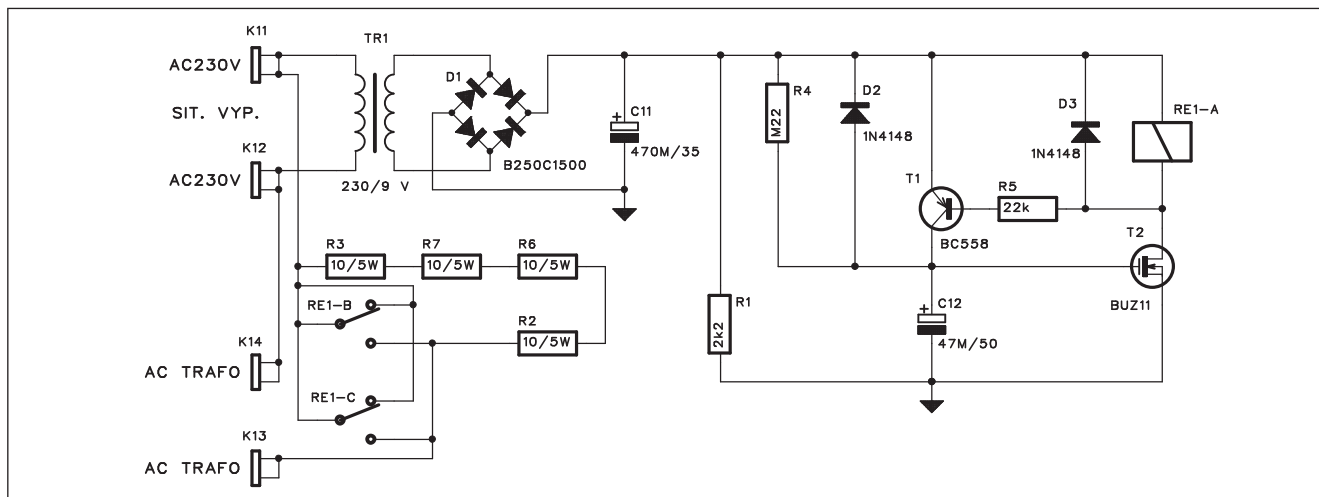 K11
AC230V
SIT. VYP.
K12
AC230V
TR1
230/9 V
D1
B250C1500
C11
+
470M/35
R4
M22
D2
1N4148
D3
1N4148
RE1-A
T1
BC558
R5
22k
T2
BUZ11
R3
10/5W
R7
10/5W
R6
10/5W
RE1-B
R2
10/5W
R1
2k2
+
C12
47M/50
K14
AC TRAFO
RE1-C
K13
AC TRAFO